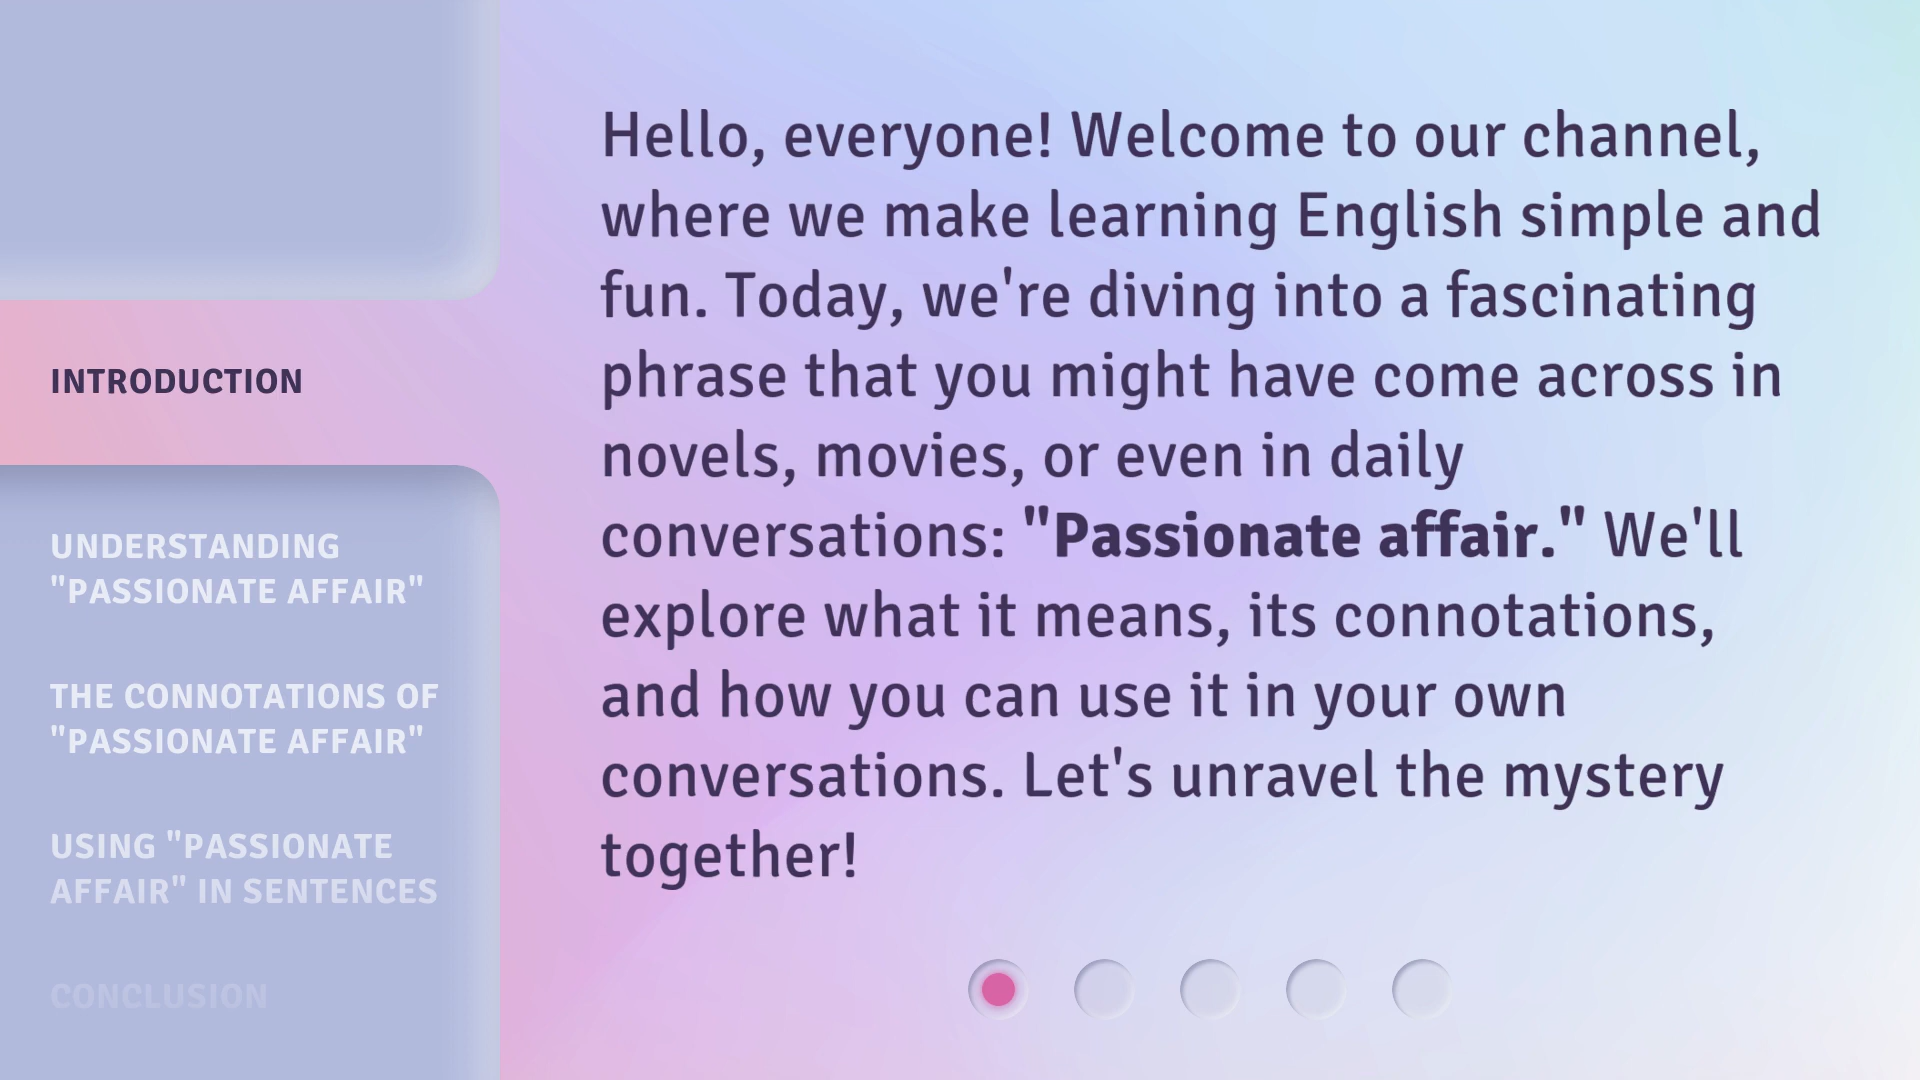 INTRODUCTION
UNDERSTANDING
"PASSIONATE AFFAIR"
THE CONNOTATIONS OF
"PASSIONATE AFFAIR"
USING "PASSIONATE
AFFAIR" IN SENTENCES
CONCLUSION
Hello, everyone! Welcome to our channel,
where we make learning English simple and
fun. Today, we're diving into a fascinating
phrase that you might have come across in
novels, movies, or even in daily
conversations: "Passionate affair." We'll
explore what it means, its connotations,
and how you can use it in your own
conversations. Let's unravel the mystery
together!